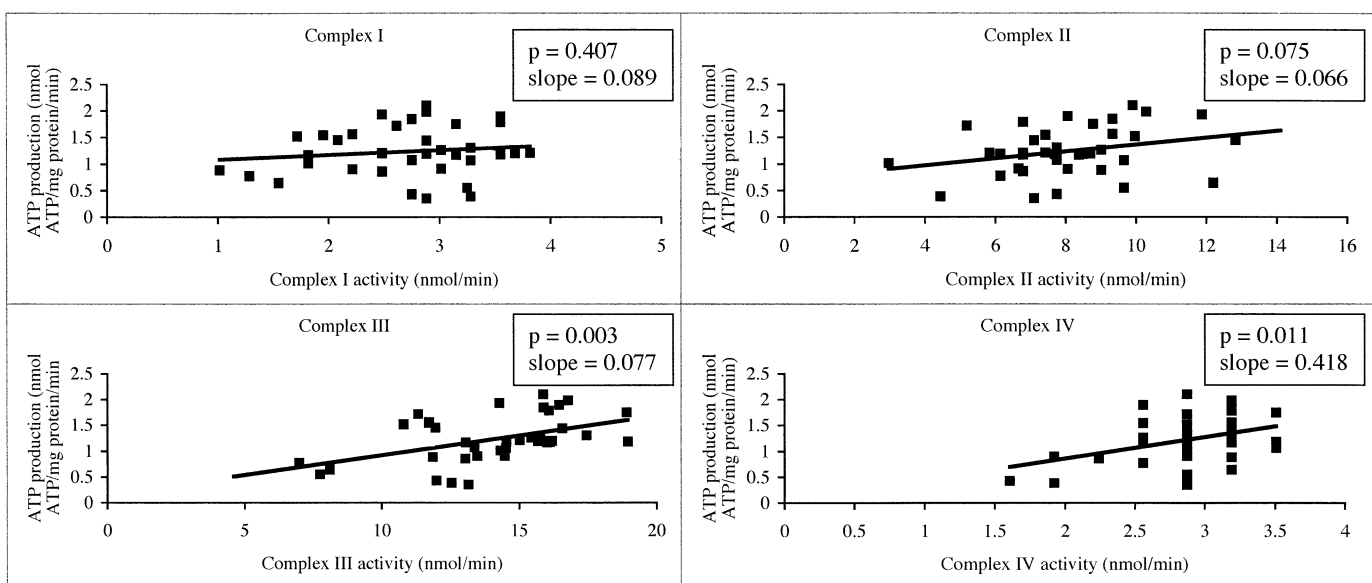 Complex I
p = 0.407
slope = 0.089
ATP production (nmol
ATP/mg protein/min)
2.5
2
1.5
1
0.5
0
0 1 2 3 4 5
Complex I activity (nmol/min)
Complex II
p = 0.075
slope = 0.066
ATP production (nmol
ATP/mg protein/min)
2.5
2
1.5
1
0.5
0
0 2 4 6 8 10 12 14 16
Complex II activity (nmol/min)
Complex III
p = 0.003
slope = 0.077
ATP production (nmol
ATP/mg protein/min
2.5
2
1.5
1
0.5
0
0 5 10 15 20
Complex III activity (nmol/min)
Complex IV
p = 0.011
slope = 0.418
ATP production (nmol
ATP/mg protein/min)
2.5
2
1.5
1
0.5
0
0 0.5 1 1.5 2 2.5 3 3.5 4
Complex IV activity (nmol/min)